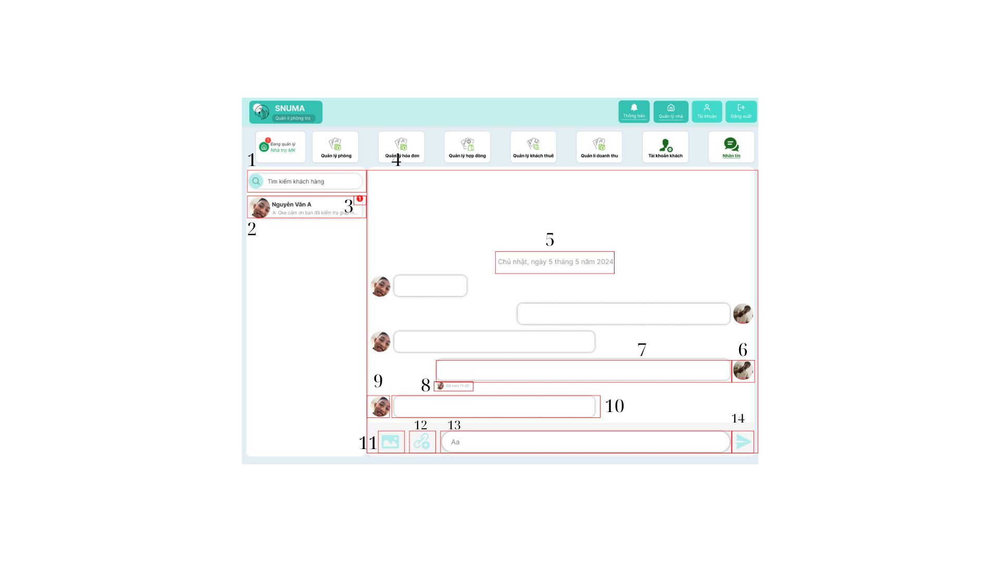 SNUMA
Quản lí phòng trọ
Thông báo
Quản lý nhà
Tài khoản
Đăng xuất
1
Đang quản lý
Nhà trọ MK
Quản lý phòng
Quản lý hóa đơn
Quản lý hợp đồng
Quản lý khách thuê
Quản lí doanh thu
Tài khoản khách
Nhắn tin
1
4
Tìm kiếm khách hàng
Nguyễn Văn A
3
1
A: Oke cảm ơn bạn đã kiểm tra giúp m...
2
5
Chủ nhật, ngày 5 tháng 5 năm 2024
7
6
9
8
Đã xem 11:30
10
12
13
14
11
Aa